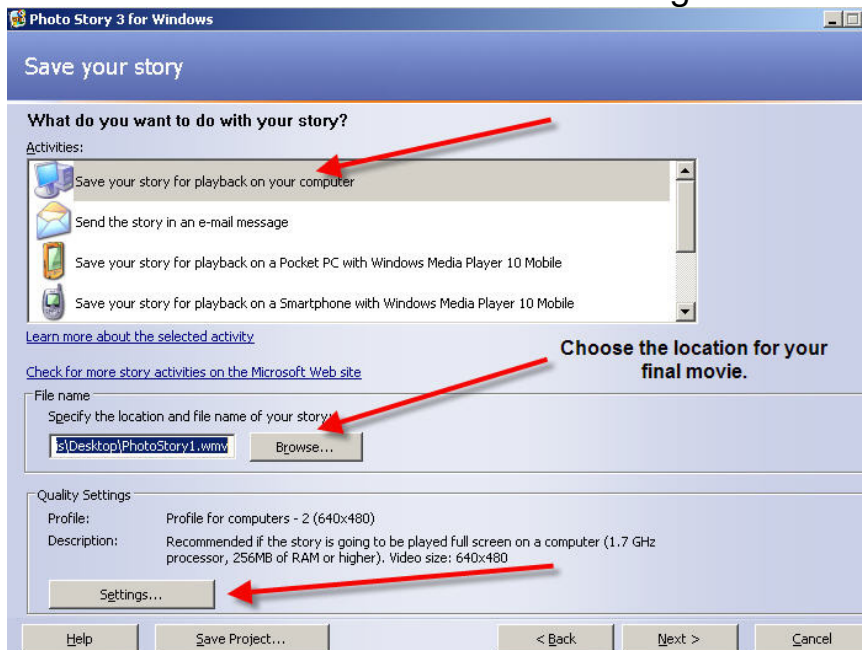 Photo Story 3 for Windows
Save your story
What do you want to do with your story?
Activities:
Save your story for playback on your computer
Send the story in an e-mail message
Save your story for playback on a Pocket PC with Windows Media Player 10 Mobile
Save your story for playback on a Smartphone with Windows Media Player 10 Mobile
Learn more about the selected activity
Choose the location for your
final movie.
Check for more story activities on the Microsoft Web site
File name
Specify the location and file name of your story:
is\Desktop\PhotoStory1.wmv
Browse...
Quality Settings
Profile: Profile for computers - 2 (640x480)
Description: Recommended if the story is going to be played full screen on a computer (1.7 GHz
processor, 256MB of RAM or higher). Video size: 640x480
Settings...
Help Save Project... < Back Next > Cancel